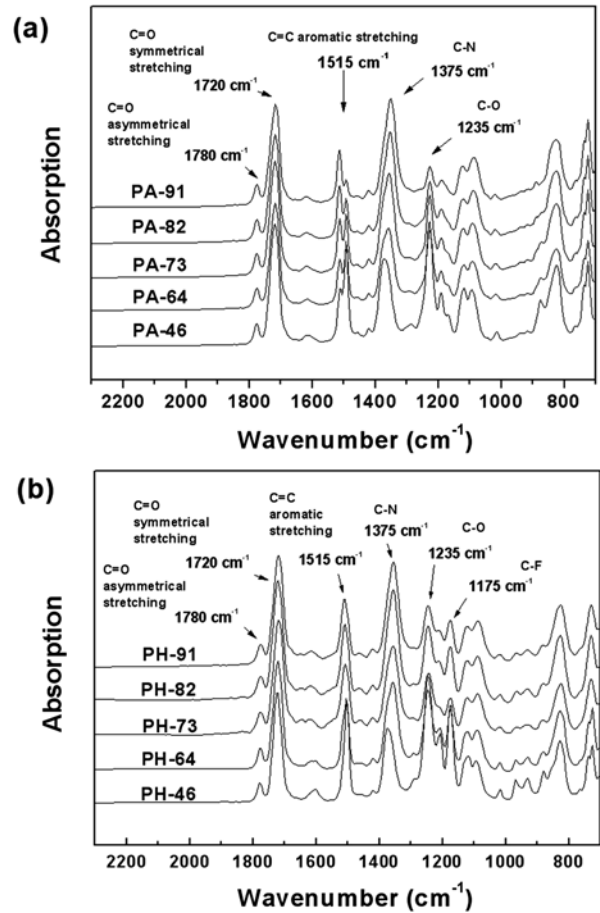 (a)
C=O
symmetrical
stretching
1720 cm⁻¹
C=C aromatic stretching
1515 cm⁻¹
C-N
1375 cm⁻¹
C-O
1235 cm⁻¹
C=O
asymmetrical
stretching
1780 cm⁻¹
PA-91
PA-82
PA-73
PA-64
PA-46
Absorption
2200 2000 1800 1600 1400 1200 1000 800
Wavenumber (cm⁻¹)
(b)
C=O
symmetrical
stretching
1720 cm⁻¹
C=C
aromatic
stretching
1515 cm⁻¹
C-N
1375 cm⁻¹
C-O
1235 cm⁻¹
C-F
1175 cm⁻¹
C=O
asymmetrical
stretching
1780 cm⁻¹
PH-91
PH-82
PH-73
PH-64
PH-46
Absorption
2200 2000 1800 1600 1400 1200 1000 800
Wavenumber (cm⁻¹)